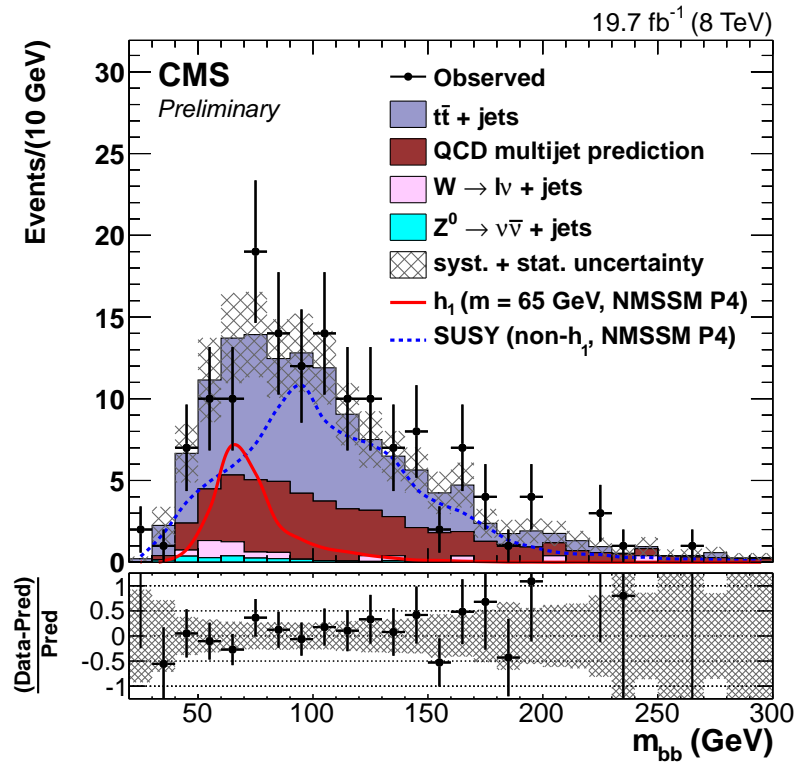 19.7 fb⁻¹ (8 TeV)
CMS
Preliminary
Observed
tt̄ + jets
QCD multijet prediction
W → lν + jets
Z⁰ → νν̄ + jets
syst. + stat. uncertainty
h₁ (m = 65 GeV, NMSSM P4)
SUSY (non-h₁, NMSSM P4)
Events/(10 GeV)
30
25
20
15
10
5
0
(Data-Pred)
Pred
1
0.5
0
-0.5
-1
50 100 150 200 250 300
m_bb (GeV)